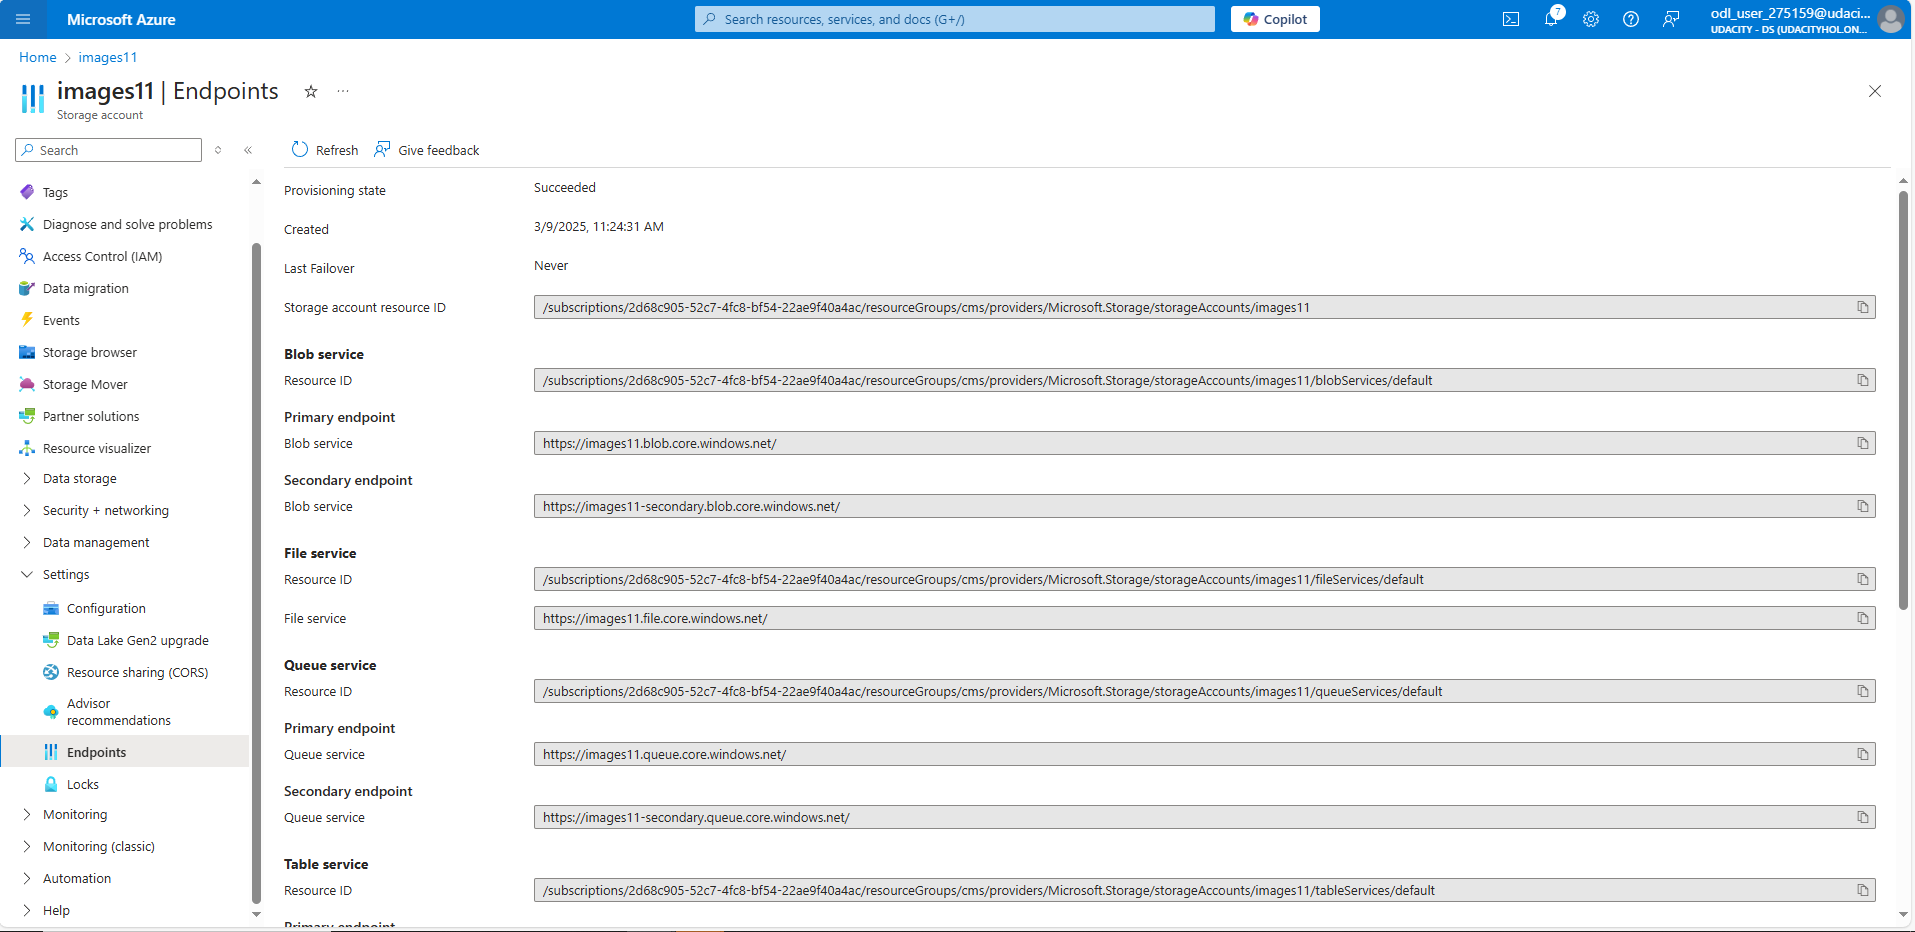 Microsoft Azure
Search resources, services, and docs (G+/)
Copilot
7
odl_user_275159@udaci...
UDACITY - DS (UDACITYHOL.ON...
Home > images11
images11 | Endpoints
Storage account
Search
Refresh
Give feedback
Tags
Diagnose and solve problems
Access Control (IAM)
Data migration
Events
Storage browser
Storage Mover
Partner solutions
Resource visualizer
Data storage
Security + networking
Data management
Settings
Configuration
Data Lake Gen2 upgrade
Resource sharing (CORS)
Advisor
recommendations
Endpoints
Locks
Monitoring
Monitoring (classic)
Automation
Help
Provisioning state
Succeeded
Created
3/9/2025, 11:24:31 AM
Last Failover
Never
Storage account resource ID
/subscriptions/2d68c905-52c7-4fc8-bf54-22ae9f40a4ac/resourceGroups/cms/providers/Microsoft.Storage/storageAccounts/images11
Blob service
Resource ID
/subscriptions/2d68c905-52c7-4fc8-bf54-22ae9f40a4ac/resourceGroups/cms/providers/Microsoft.Storage/storageAccounts/images11/blobServices/default
Primary endpoint
Blob service
https://images11.blob.core.windows.net/
Secondary endpoint
Blob service
https://images11-secondary.blob.core.windows.net/
File service
Resource ID
/subscriptions/2d68c905-52c7-4fc8-bf54-22ae9f40a4ac/resourceGroups/cms/providers/Microsoft.Storage/storageAccounts/images11/fileServices/default
File service
https://images11.file.core.windows.net/
Queue service
Resource ID
/subscriptions/2d68c905-52c7-4fc8-bf54-22ae9f40a4ac/resourceGroups/cms/providers/Microsoft.Storage/storageAccounts/images11/queueServices/default
Primary endpoint
Queue service
https://images11.queue.core.windows.net/
Secondary endpoint
Queue service
https://images11-secondary.queue.core.windows.net/
Table service
Resource ID
/subscriptions/2d68c905-52c7-4fc8-bf54-22ae9f40a4ac/resourceGroups/cms/providers/Microsoft.Storage/storageAccounts/images11/tableServices/default
Primary endpoint